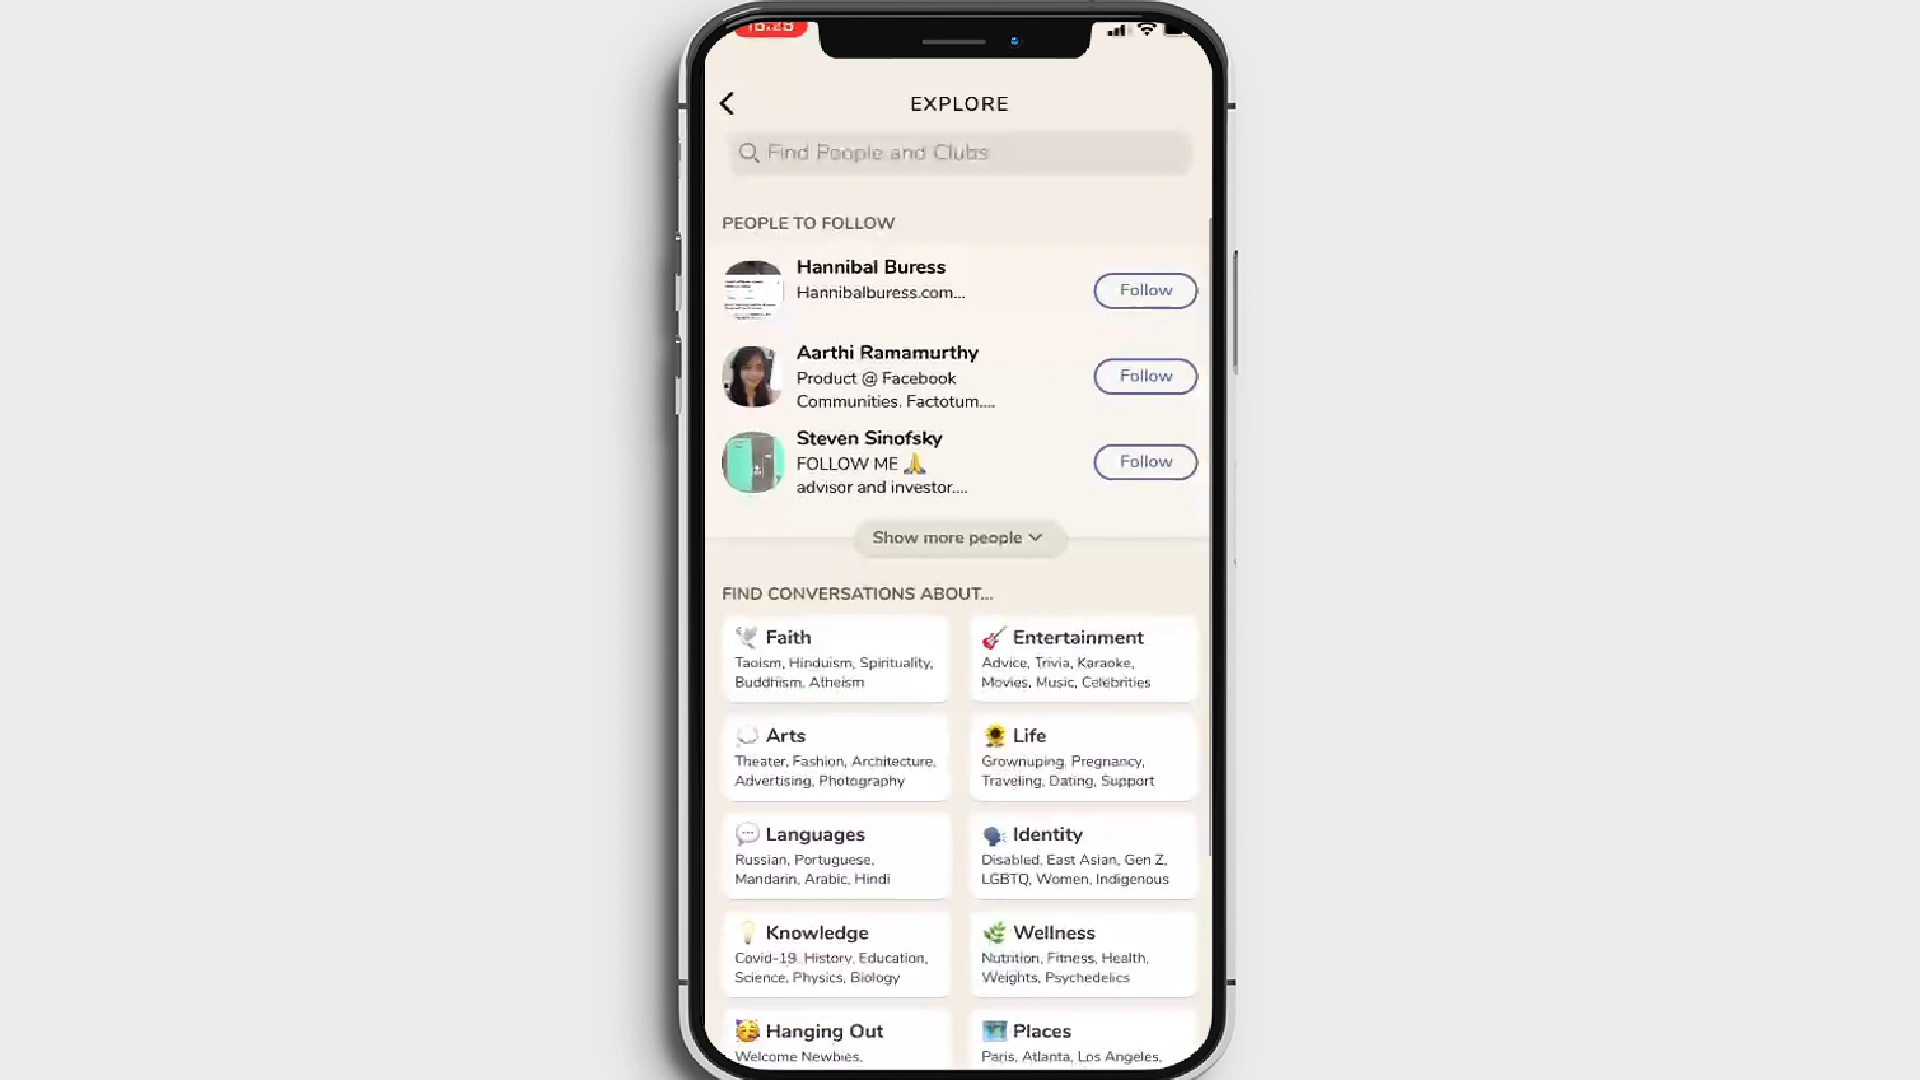 EXPLORE
Find People and Clubs
PEOPLE TO FOLLOW
Hannibal Buress
Hannibalburess.com...
Follow
Aarthi Ramamurthy
Product @ Facebook
Communities. Factotum....
Follow
Steven Sinofsky
FOLLOW ME 🙏
advisor and investor....
Follow
Show more people
FIND CONVERSATIONS ABOUT...
Faith
Taoism, Hinduism, Spirituality,
Buddhism, Atheism
Entertainment
Advice, Trivia, Karaoke,
Movies, Music, Celebrities
Arts
Theater, Fashion, Architecture,
Advertising, Photography
Life
Grownuping, Pregnancy,
Traveling, Dating, Support
Languages
Russian, Portuguese,
Mandarin, Arabic, Hindi
Identity
Disabled, East Asian, Gen Z,
LGBTQ, Women, Indigenous
Knowledge
Covid-19, History, Education,
Science, Physics, Biology
Wellness
Nutrition, Fitness, Health,
Weights, Psychedelics
Hanging Out
Welcome Newbies,
Places
Paris, Atlanta, Los Angeles,